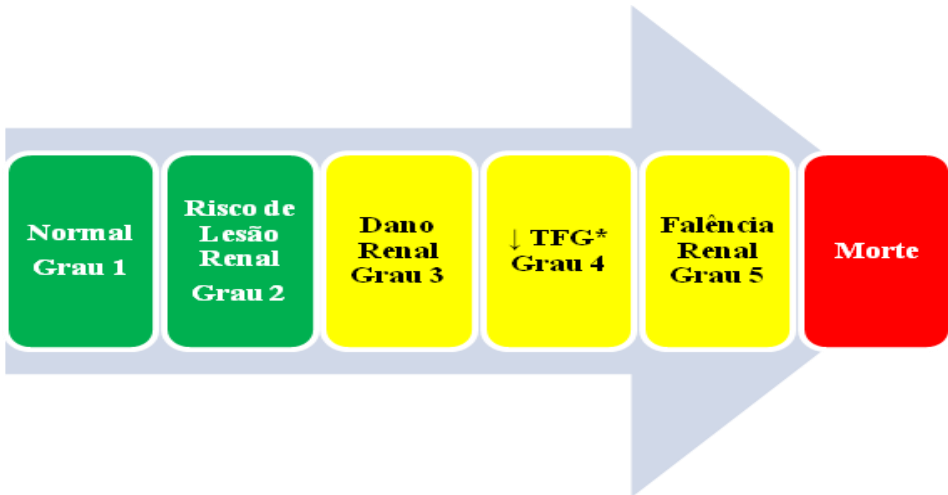 Normal
Grau 1
Risco de
Lesão
Renal
Grau 2
Dano
Renal
Grau 3
↓ TFG*
Grau 4
Falência
Renal
Grau 5
Morte